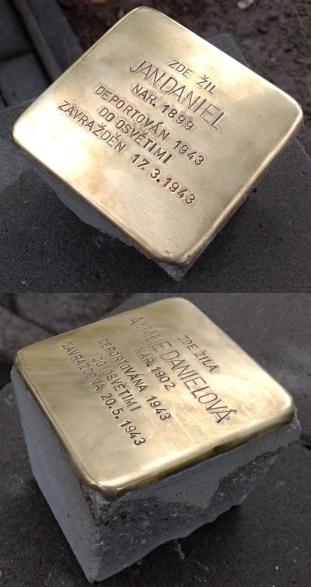 ZDE ŽIL
JAN DANIEL
NAR. 1899
DEPORTOVÁN 1943
DO OSVĚTIMI
ZAVRAŽDĚN 17.3.1943
ZDE ŽILA
AMÁLIE DANIELOVÁ
NAR. 1902
DEPORTOVÁNA 1943
DO OSVĚTIMI
ZAVRAŽDĚNA 20.5.1943